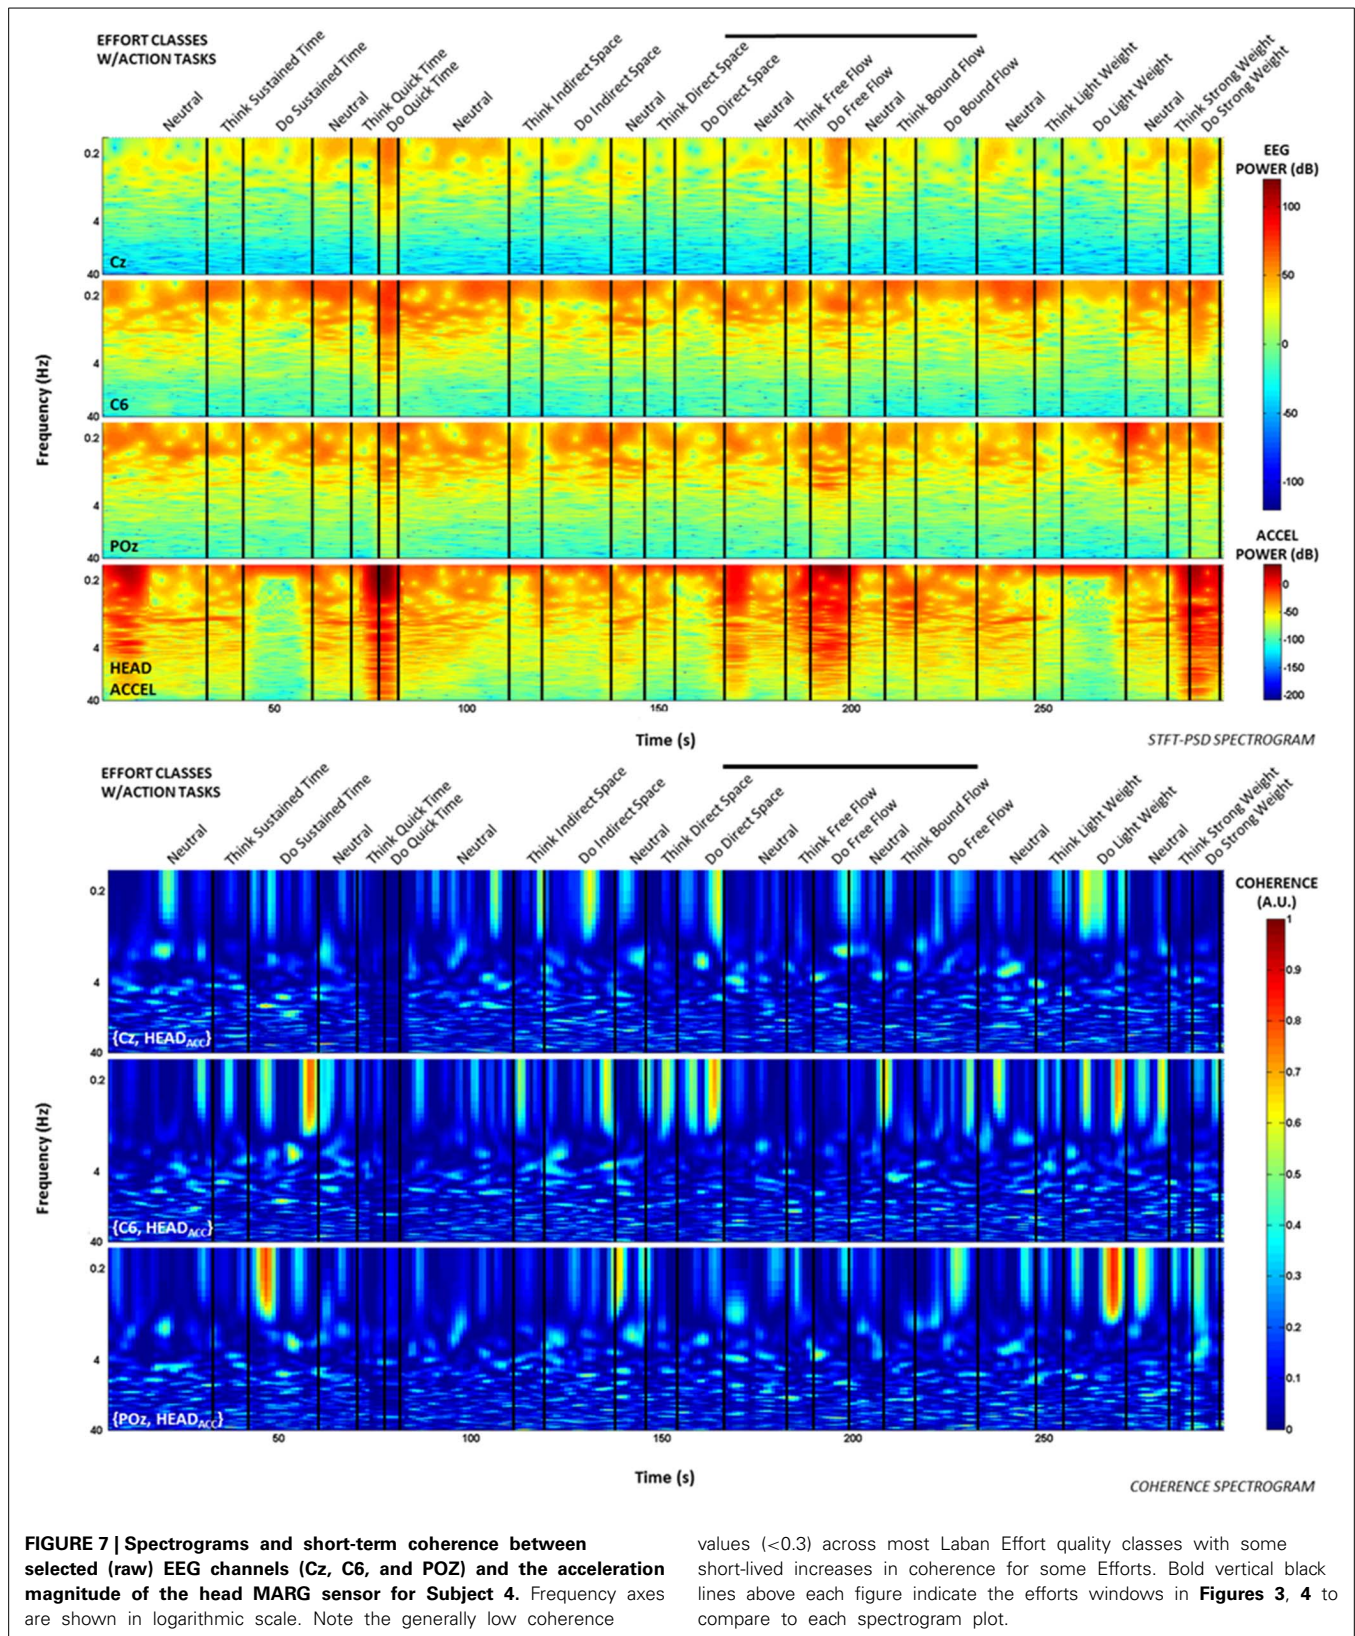 EFFORT CLASSES
W/ACTION TASKS
Neutral
Think Sustained Time
Do Sustained Time
Neutral
Think Quick Time
Do Quick Time
Neutral
Think Indirect Space
Do Indirect Space
Neutral
Think Direct Space
Do Direct Space
Neutral
Think Free Flow
Do Free Flow
Neutral
Think Bound Flow
Do Bound Flow
Neutral
Think Light Weight
Do Light Weight
Neutral
Think Strong Weight
Do Strong Weight
0.2
4
40
Cz
0.2
4
40
C6
0.2
4
40
POz
0.2
4
40
HEAD
ACCEL
Frequency (Hz)
50 100 150 200 250
Time (s)
STFT-PSD SPECTROGRAM
EEG
POWER (dB)
100
50
0
-50
-100
ACCEL
POWER (dB)
0
-50
-100
-150
-200
EFFORT CLASSES
W/ACTION TASKS
Neutral
Think Sustained Time
Do Sustained Time
Neutral
Think Quick Time
Do Quick Time
Neutral
Think Indirect Space
Do Indirect Space
Neutral
Think Direct Space
Do Direct Space
Neutral
Think Free Flow
Do Free Flow
Neutral
Think Bound Flow
Do Free Flow
Neutral
Think Light Weight
Do Light Weight
Neutral
Think Strong Weight
Do Strong Weight
0.2
4
40
{Cz, HEADACC}
0.2
4
40
{C6, HEADACC}
0.2
4
40
{POz, HEADACC}
Frequency (Hz)
50 100 150 200 250
Time (s)
COHERENCE SPECTROGRAM
COHERENCE
(A.U.)
1
0.9
0.8
0.7
0.6
0.5
0.4
0.3
0.2
0.1
0
FIGURE 7 | Spectrograms and short-term coherence between
selected (raw) EEG channels (Cz, C6, and POZ) and the acceleration
magnitude of the head MARG sensor for Subject 4. Frequency axes
are shown in logarithmic scale. Note the generally low coherence
values (<0.3) across most Laban Effort quality classes with some
short-lived increases in coherence for some Efforts. Bold vertical black
lines above each figure indicate the efforts windows in Figures 3, 4 to
compare to each spectrogram plot.